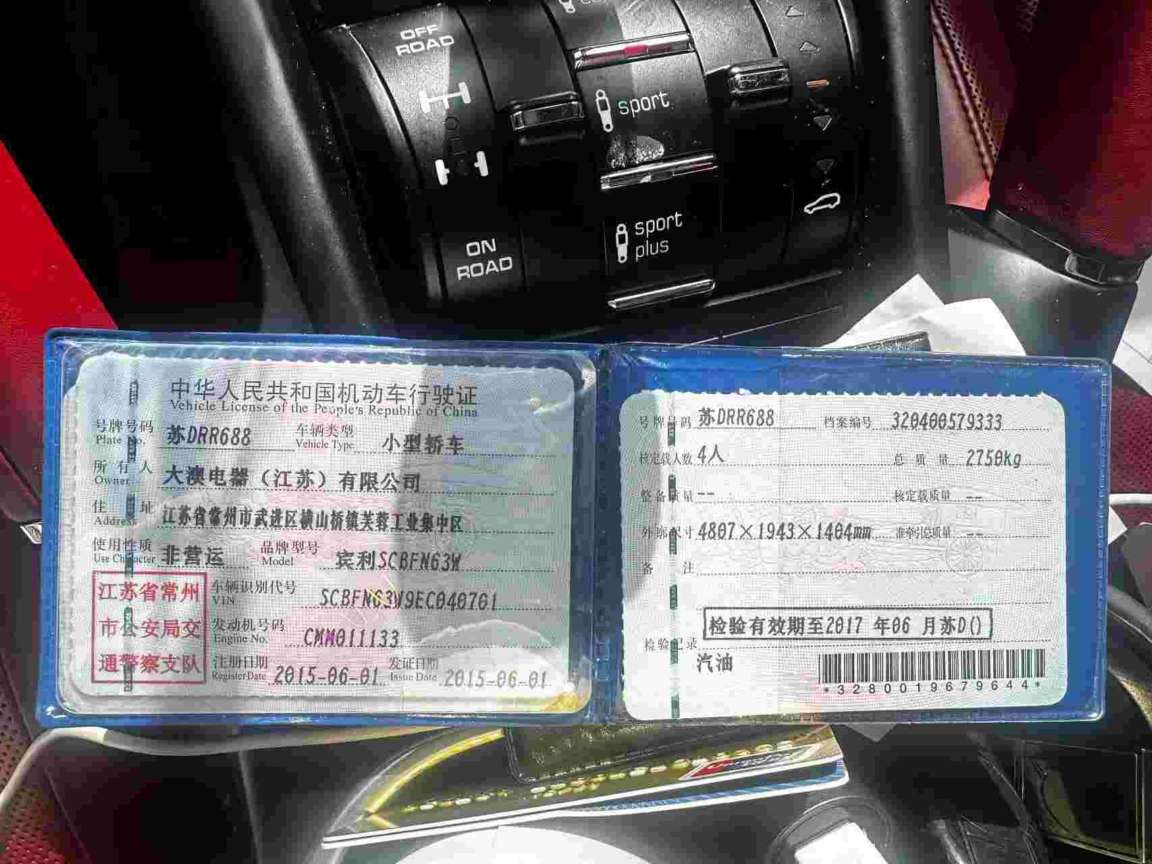 OFF
ROAD
sport
sport
plus
ON
ROAD
中华人民共和国机动车行驶证
Vehicle License of the People's Republic of China
号牌号码 苏DRR688 车辆类型 小型轿车
Plate No. Vehicle Type
所有人 大澳电器（江苏）有限公司
Owner
住址 江苏省常州市武进区横山桥镇芙蓉工业集中区
Address
使用性质 非营运 品牌型号 宾利SCBFN63W
Use Character Model
江苏省常州
市公安局交
通警察支队
车辆识别代号 SCBFN63W9EC040701
VIN
发动机号码 CMM011133
Engine No.
注册日期 2015-06-01 发证日期 2015-06-01
Register Date Issue Date
号牌号码 苏DRR688 档案编号 320400579333
核定载人数 4人 总质量 2750kg
整备质量 -- 核定载质量 --
外廓尺寸 4807×1943×1404mm 准牵引总质量 --
备注
检验有效期至2017 年06 月苏D()
检验记录
汽油
*3280019679644*